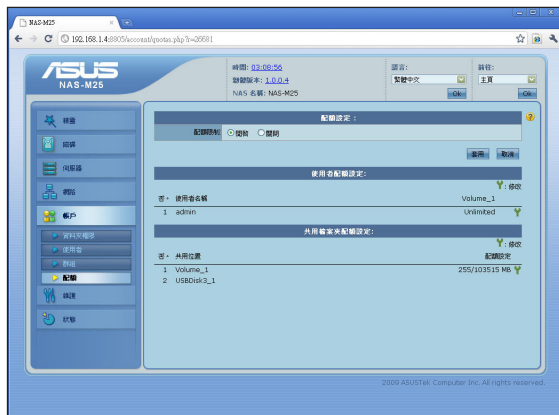 NAS-M25
192.168.1.4:8805/account/quotas.php?r=26681
ASUS
NAS-M25
時間: 03:08:56
韌體版本: 1.0.0.4
NAS 名稱: NAS-M25
語言:
繁體中文
Ok
前往:
主頁
Ok
精靈
磁碟
伺服器
網路
帳戶
資料夾權限
使用者
群組
配額
維護
狀態
配額設定:
配額限制: 開啟 關閉
套用 取消
使用者配額設定:
: 修改
使用者名稱 Volume_1
1 admin Unlimited
共用檔案夾配額設定:
: 修改
共用位置 配額設定
1 Volume_1 255/103515 MB
2 USBDisk3_1
2009 ASUSTek Computer Inc. All rights reserved.